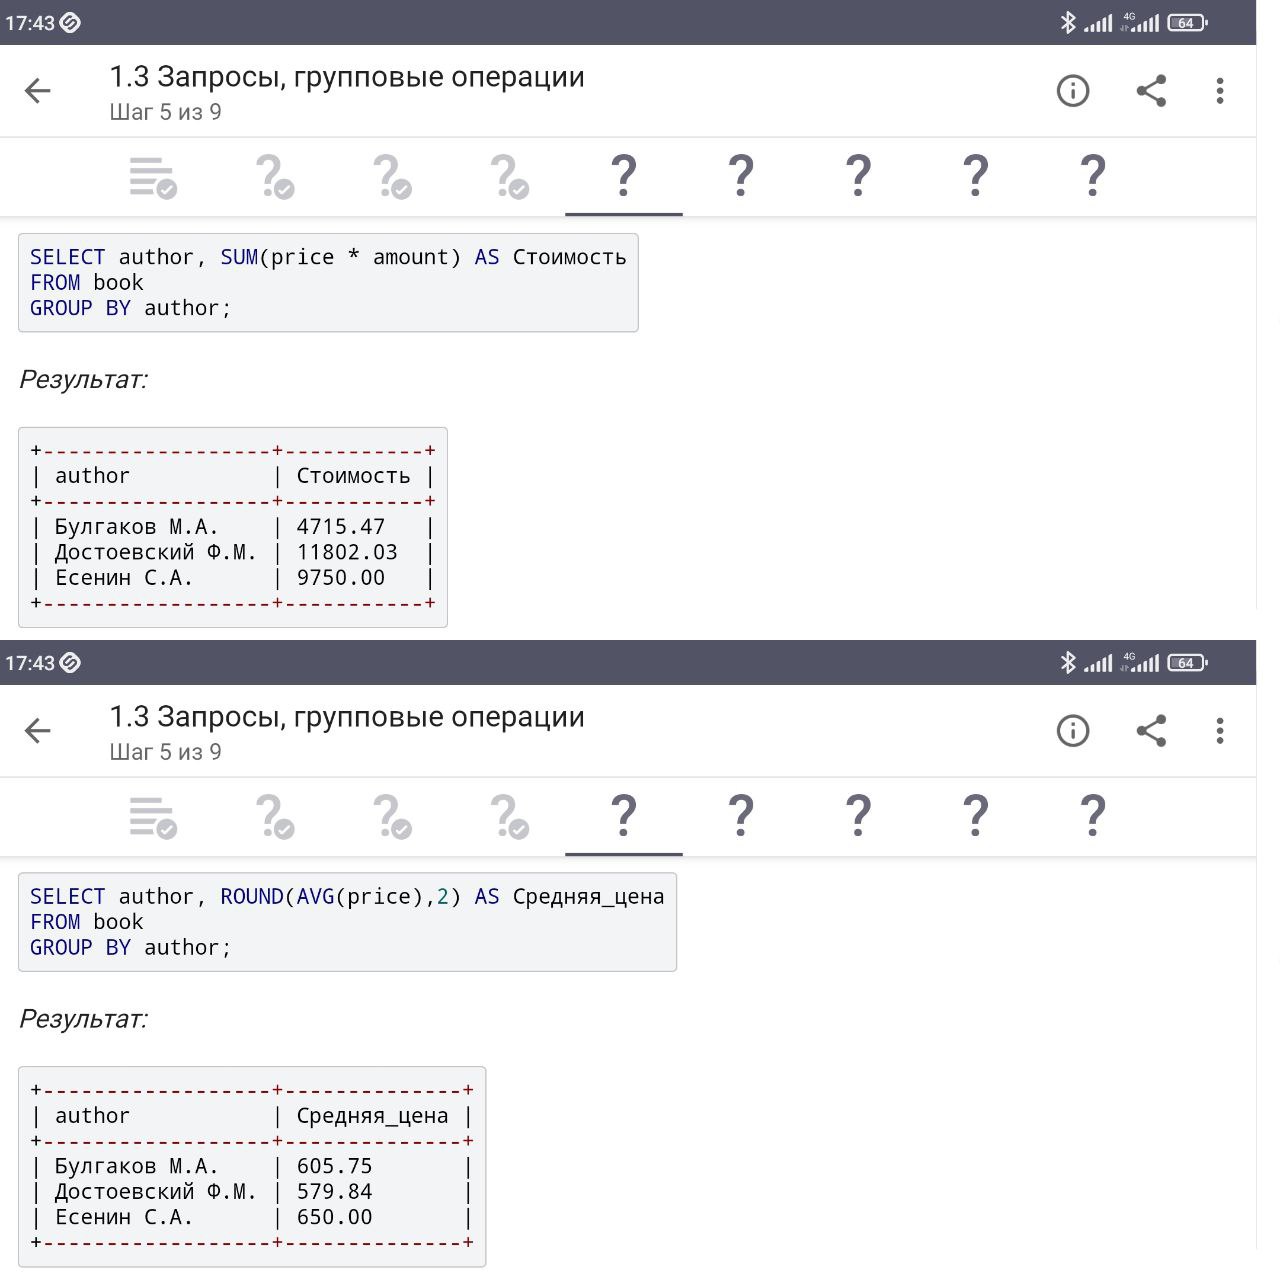 17:43
4G
64
1.3 Запросы, групповые операции
Шаг 5 из 9
? ? ? ? ? ? ? ?
SELECT author, SUM(price * amount) AS Стоимость
FROM book
GROUP BY author;
Результат:
+------------------+-----------+
| author           | Стоимость |
+------------------+-----------+
| Булгаков М.А.    | 4715.47   |
| Достоевский Ф.М. | 11802.03  |
| Есенин С.А.      | 9750.00   |
+------------------+-----------+
17:43
4G
64
1.3 Запросы, групповые операции
Шаг 5 из 9
? ? ? ? ? ? ? ?
SELECT author, ROUND(AVG(price),2) AS Средняя_цена
FROM book
GROUP BY author;
Результат:
+------------------+--------------+
| author           | Средняя_цена |
+------------------+--------------+
| Булгаков М.А.    | 605.75       |
| Достоевский Ф.М. | 579.84       |
| Есенин С.А.      | 650.00       |
+------------------+--------------+